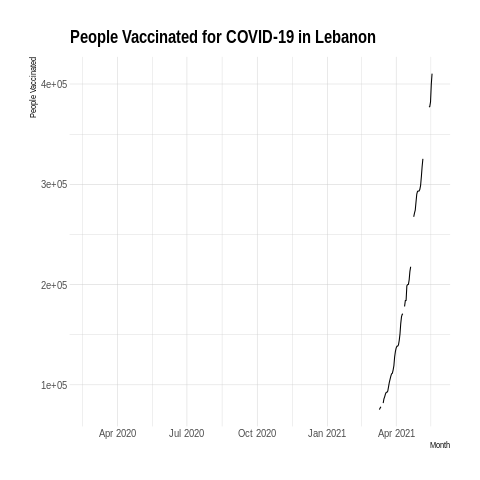 People Vaccinated for COVID-19 in Lebanon
People Vaccinated
4e+05
3e+05
2e+05
1e+05
Apr 2020 Jul 2020 Oct 2020 Jan 2021 Apr 2021
Month